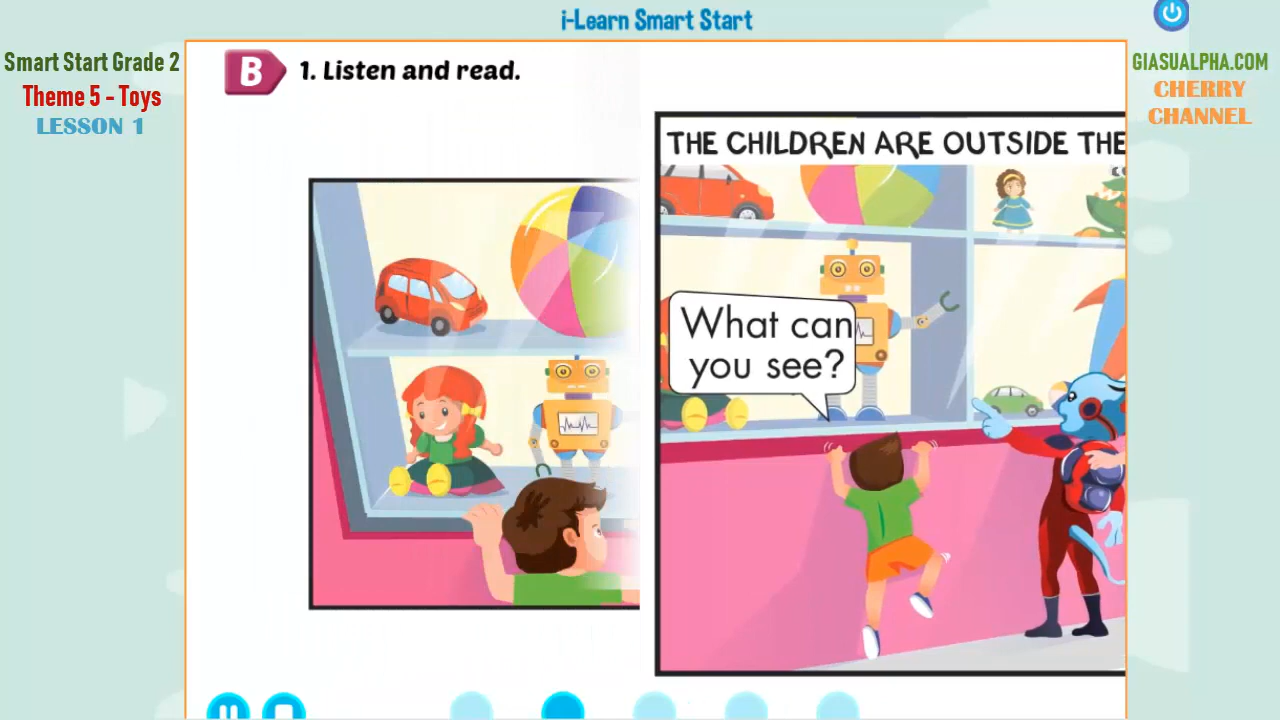 i-Learn Smart Start
Smart Start Grade 2
Theme 5 - Toys
LESSON 1
GIASUALPHA.COM
CHERRY
CHANNEL
B
1. Listen and read.
THE CHILDREN ARE OUTSIDE THE
What can
you see?